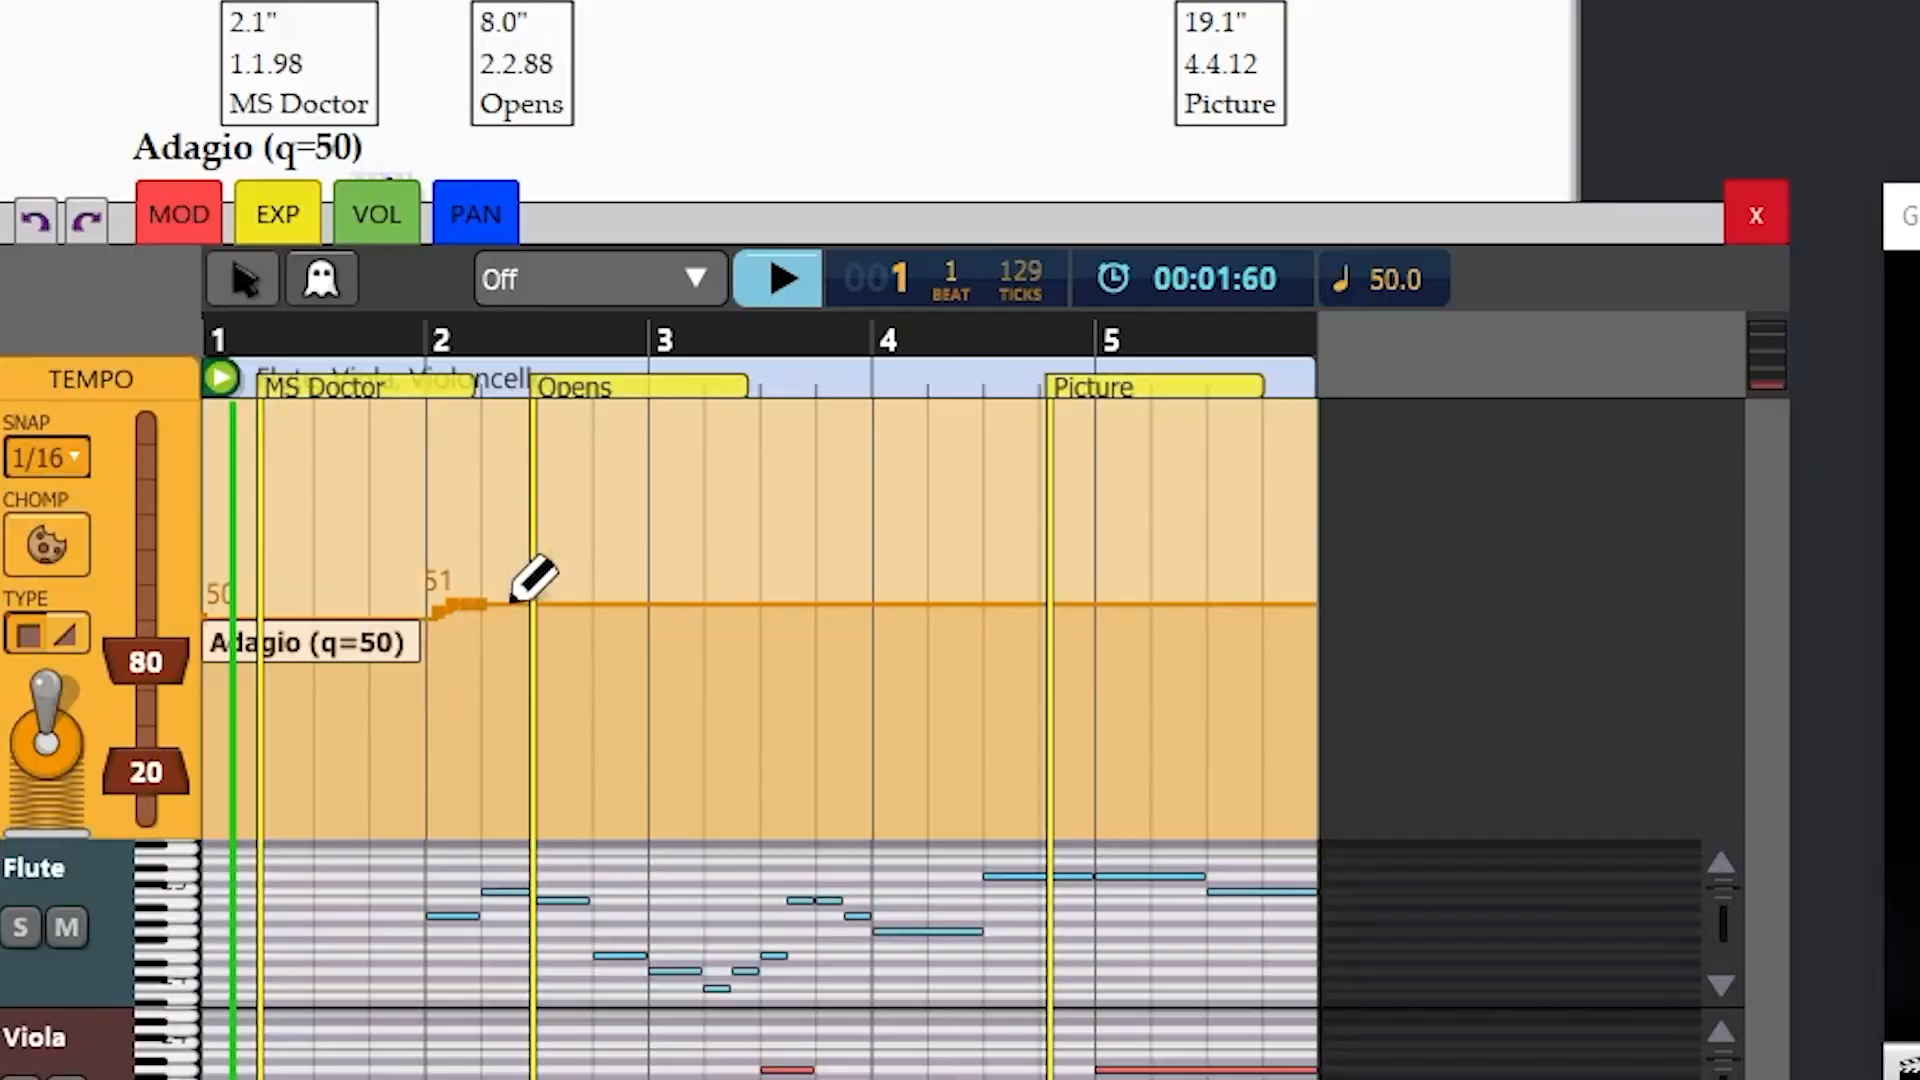 2.1"
1.1.98
MS Doctor
8.0"
2.2.88
Opens
19.1"
4.4.12
Picture
Adagio (q=50)
MOD
EXP
VOL
PAN
x
G
Off
001
1
BEAT
129
TICKS
00:01:60
50.0
1
2
3
4
5
TEMPO
Flute, Viola, Violoncell
MS Doctor
Opens
Picture
SNAP
1/16
CHOMP
TYPE
80
20
50
51
Adagio (q=50)
Flute
S
M
Viola